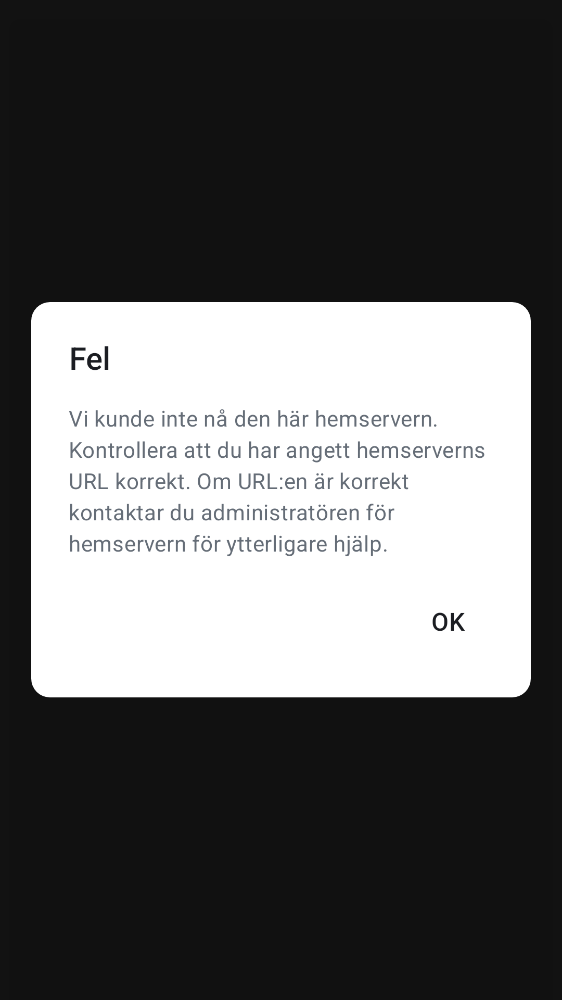 Fel
Vi kunde inte nå den här hemservern.
Kontrollera att du har angett hemserverns
URL korrekt. Om URL:en är korrekt
kontaktar du administratören för
hemservern för ytterligare hjälp.
OK